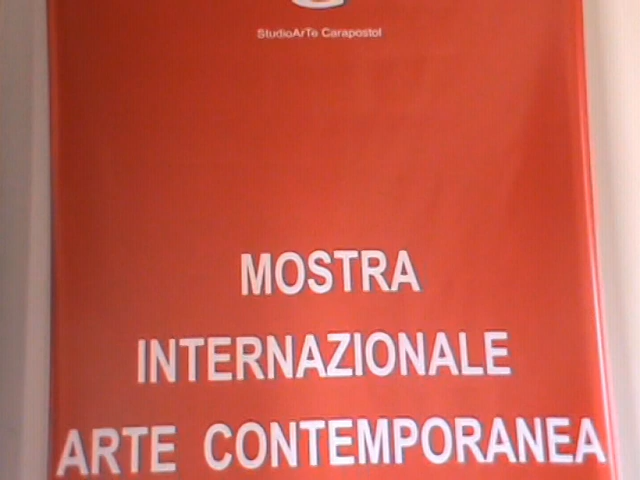 StudioArTe Carapostol
MOSTRA
INTERNAZIONALE
ARTE CONTEMPORANEA